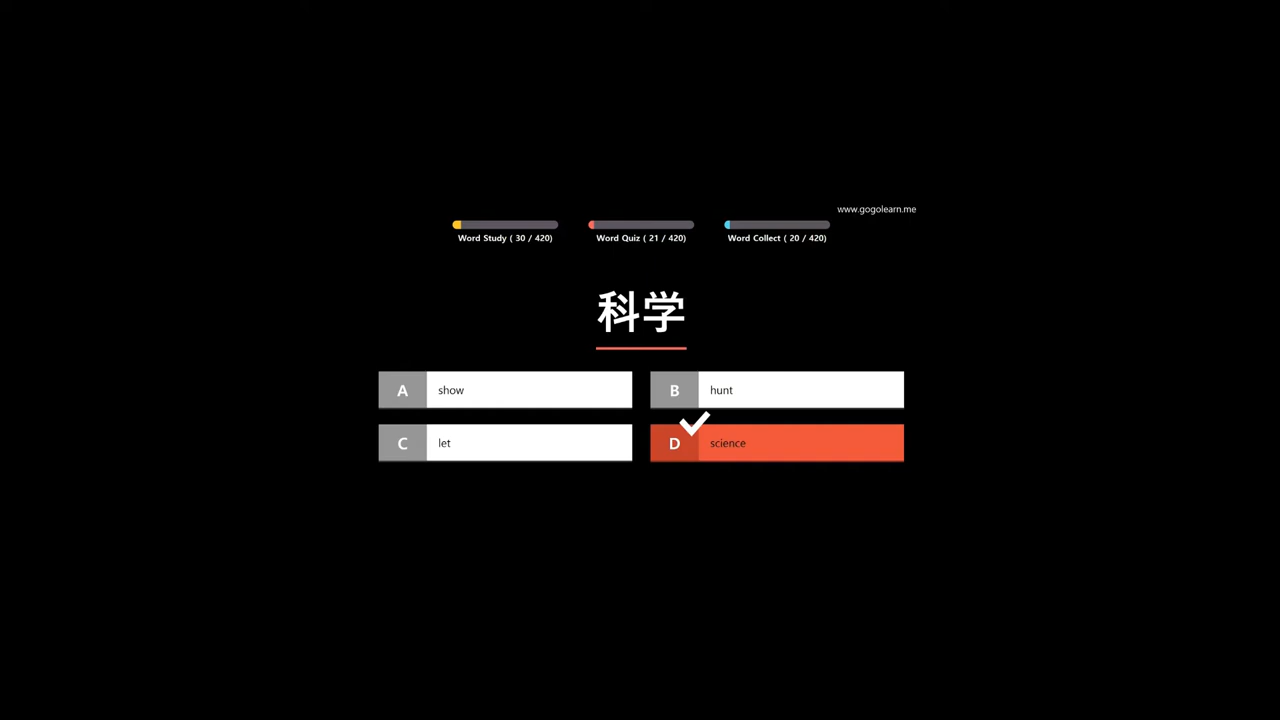 www.gogolearn.me
Word Study ( 30 / 420)
Word Quiz ( 21 / 420)
Word Collect ( 20 / 420)
科学
A show
B hunt
C let
D science